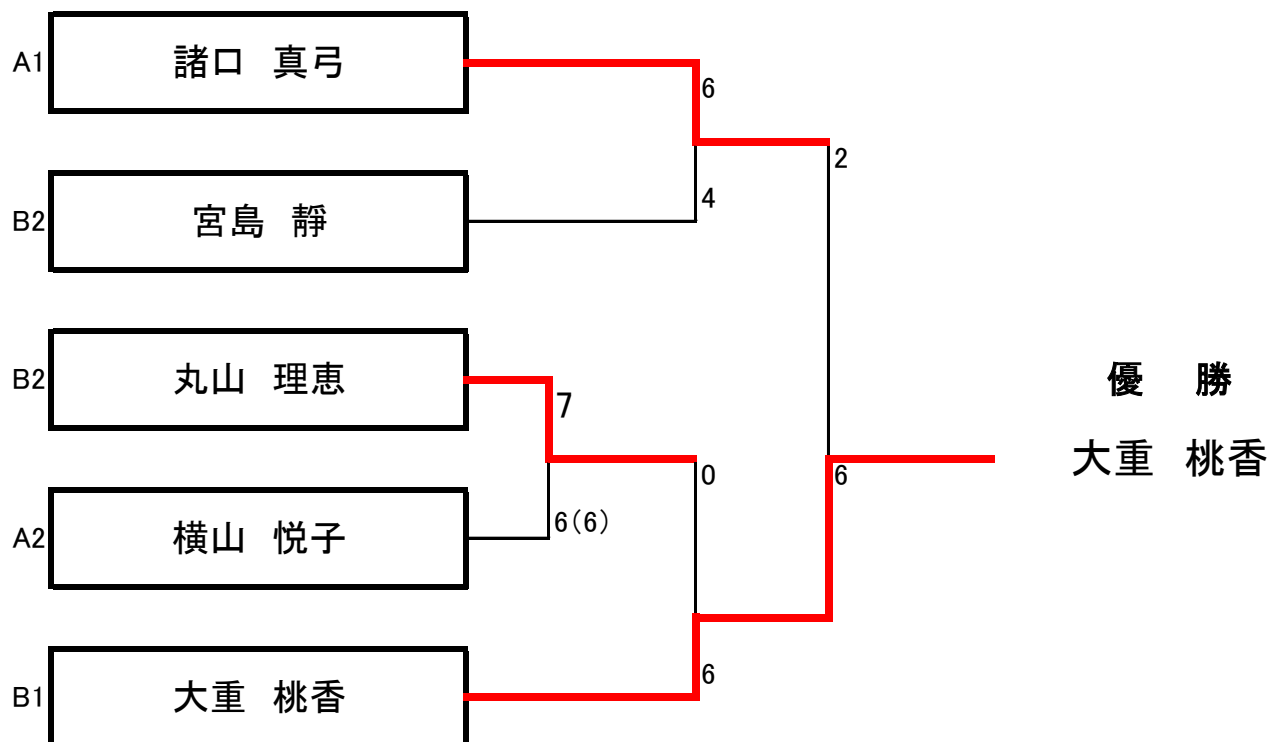 A1 諸口 真弓
6
2
B2 宮島 靜
4
B2 丸山 理恵
7
優 勝
大重 桃香
0
6
A2 横山 悦子
6(6)
B1 大重 桃香
6